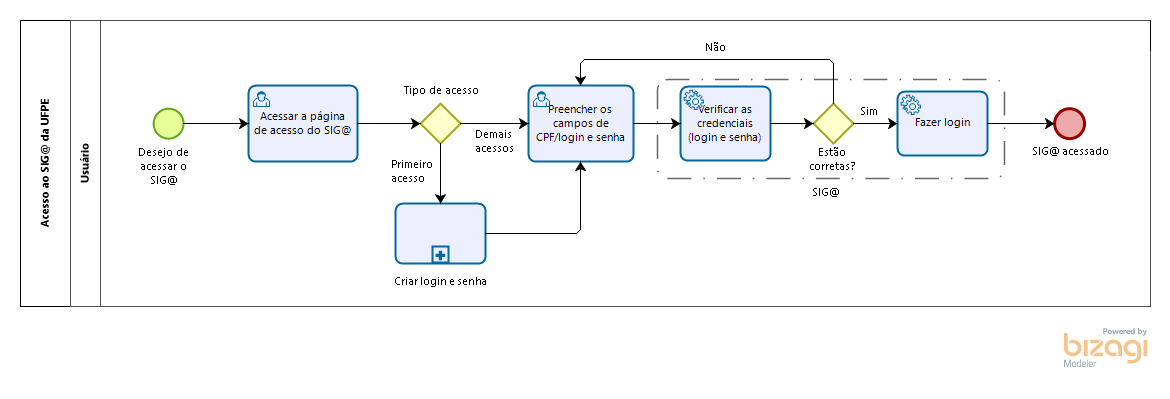 Acesso ao SIG@ da UFPE
Usuário
Desejo de
acessar o
SIG@
Acessar a página
de acesso do SIG@
Tipo de acesso
Demais
acessos
Primeiro
acesso
Criar login e senha
Preencher os
campos de
CPF/login e senha
Não
Verificar as
credenciais
(login e senha)
Estão
corretas?
Sim
Fazer login
SIG@
SIG@ acessado
Powered by
bizagi
Modeler